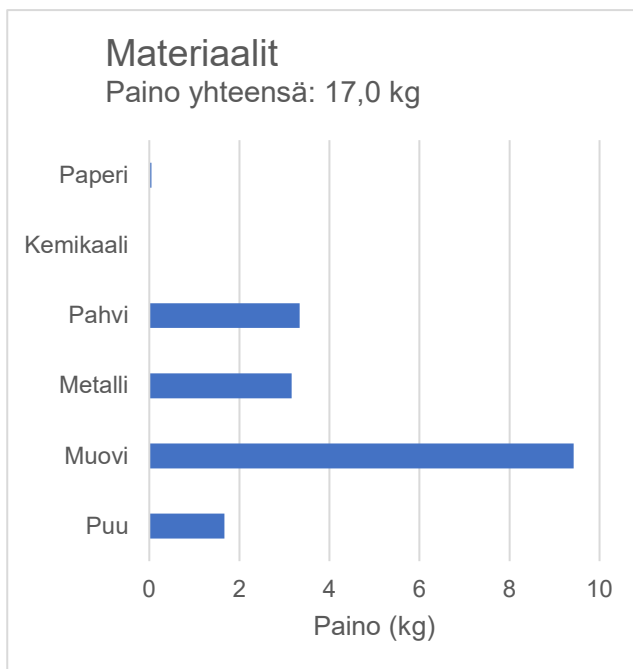 Materiaalit
Paino yhteensä: 17,0 kg
Paperi
Kemikaali
Pahvi
Metalli
Muovi
Puu
0 2 4 6 8 10
Paino (kg)